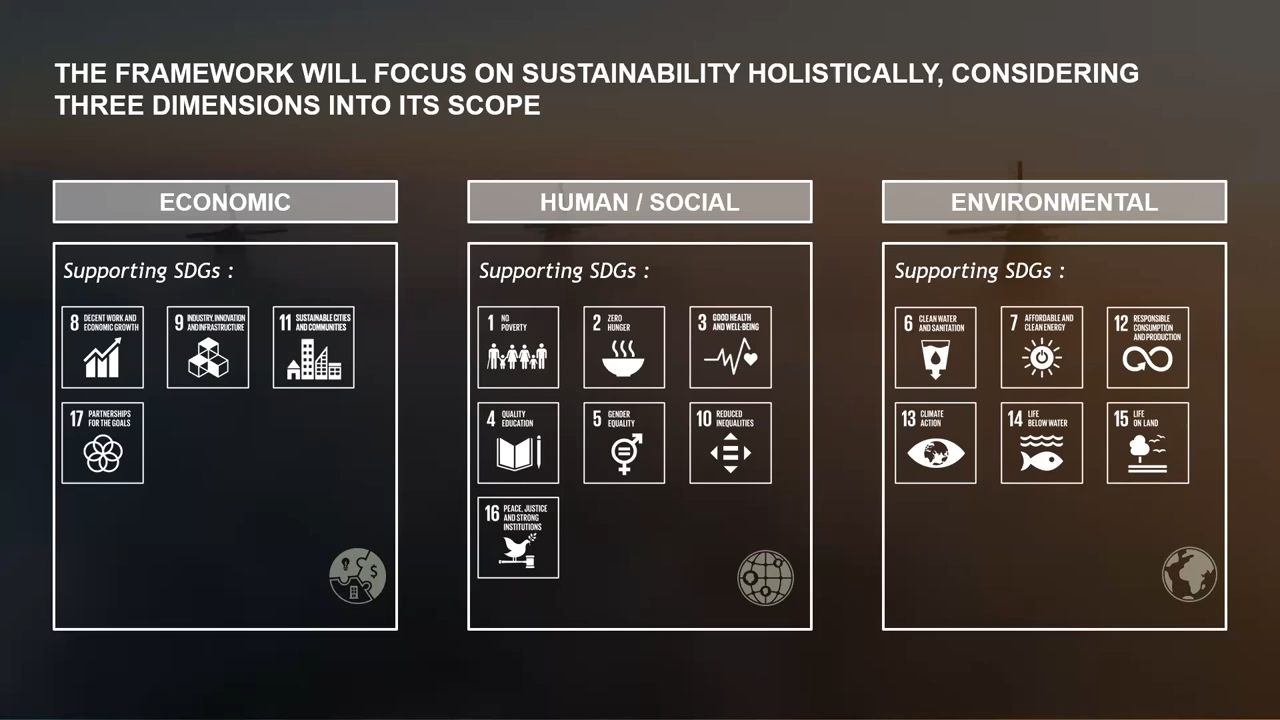 THE FRAMEWORK WILL FOCUS ON SUSTAINABILITY HOLISTICALLY, CONSIDERING
THREE DIMENSIONS INTO ITS SCOPE
ECONOMIC
Supporting SDGs :
8 DECENT WORK AND
ECONOMIC GROWTH
9 INDUSTRY, INNOVATION
AND INFRASTRUCTURE
11 SUSTAINABLE CITIES
AND COMMUNITIES
17 PARTNERSHIPS
FOR THE GOALS
$
HUMAN / SOCIAL
Supporting SDGs :
1 NO
POVERTY
2 ZERO
HUNGER
3 GOOD HEALTH
AND WELL-BEING
4 QUALITY
EDUCATION
5 GENDER
EQUALITY
10 REDUCED
INEQUALITIES
16 PEACE, JUSTICE
AND STRONG
INSTITUTIONS
ENVIRONMENTAL
Supporting SDGs :
6 CLEAN WATER
AND SANITATION
7 AFFORDABLE AND
CLEAN ENERGY
12 RESPONSIBLE
CONSUMPTION
AND PRODUCTION
13 CLIMATE
ACTION
14 LIFE
BELOW WATER
15 LIFE
ON LAND